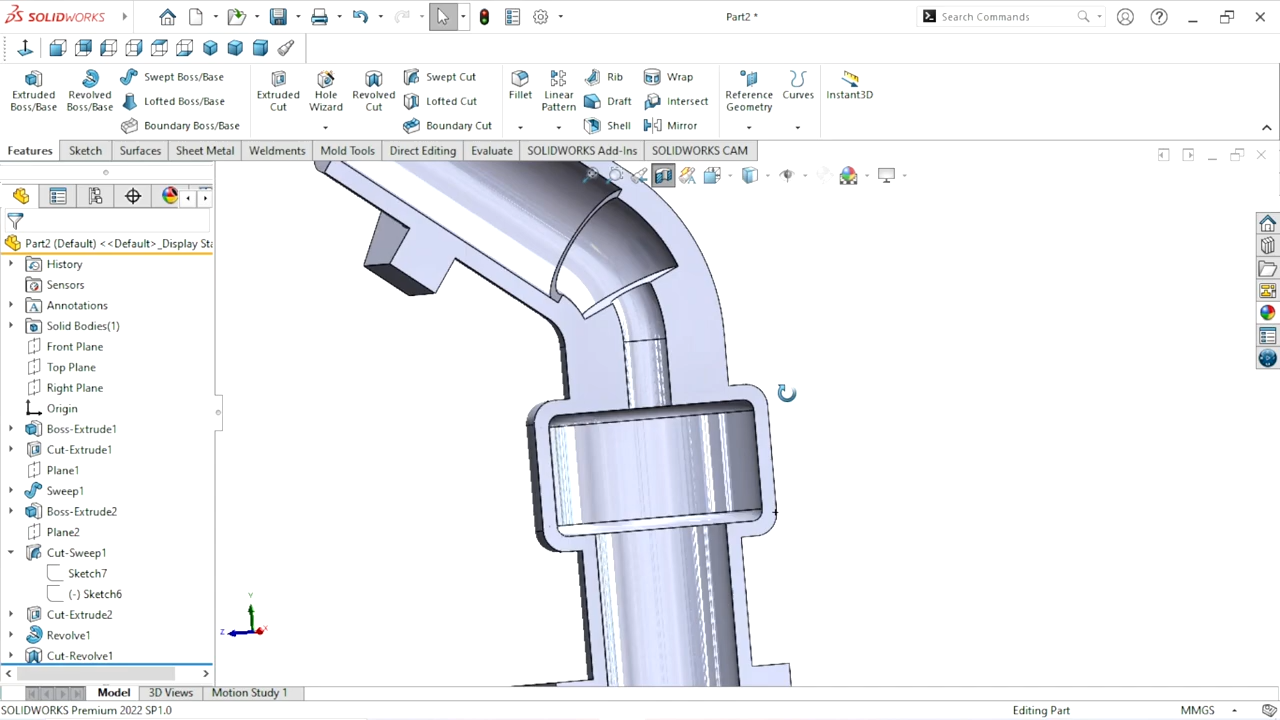 SOLIDWORKS
Part2 *
Search Commands
Extruded Boss/Base
Revolved Boss/Base
Swept Boss/Base
Lofted Boss/Base
Boundary Boss/Base
Extruded Cut
Hole Wizard
Revolved Cut
Swept Cut
Lofted Cut
Boundary Cut
Fillet
Linear Pattern
Rib
Draft
Shell
Wrap
Intersect
Mirror
Reference Geometry
Curves
Instant3D
Features
Sketch
Surfaces
Sheet Metal
Weldments
Mold Tools
Direct Editing
Evaluate
SOLIDWORKS Add-Ins
SOLIDWORKS CAM
Part2 (Default) <<Default>_Display Sta
History
Sensors
Annotations
Solid Bodies(1)
Front Plane
Top Plane
Right Plane
Origin
Boss-Extrude1
Cut-Extrude1
Plane1
Sweep1
Boss-Extrude2
Plane2
Cut-Sweep1
Sketch7
(-) Sketch6
Cut-Extrude2
Revolve1
Cut-Revolve1
Y
Z
X
Model
3D Views
Motion Study 1
SOLIDWORKS Premium 2022 SP1.0
Editing Part
MMGS